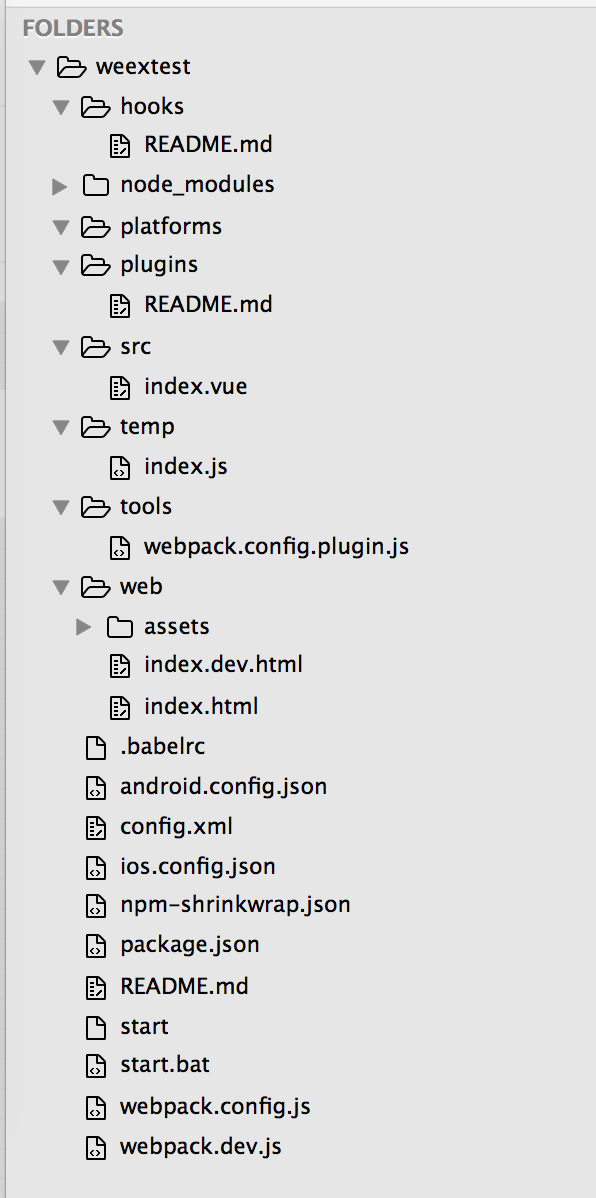 FOLDERS
weextest
hooks
README.md
node_modules
platforms
plugins
README.md
src
index.vue
temp
index.js
tools
webpack.config.plugin.js
web
assets
index.dev.html
index.html
.babelrc
android.config.json
config.xml
ios.config.json
npm-shrinkwrap.json
package.json
README.md
start
start.bat
webpack.config.js
webpack.dev.js